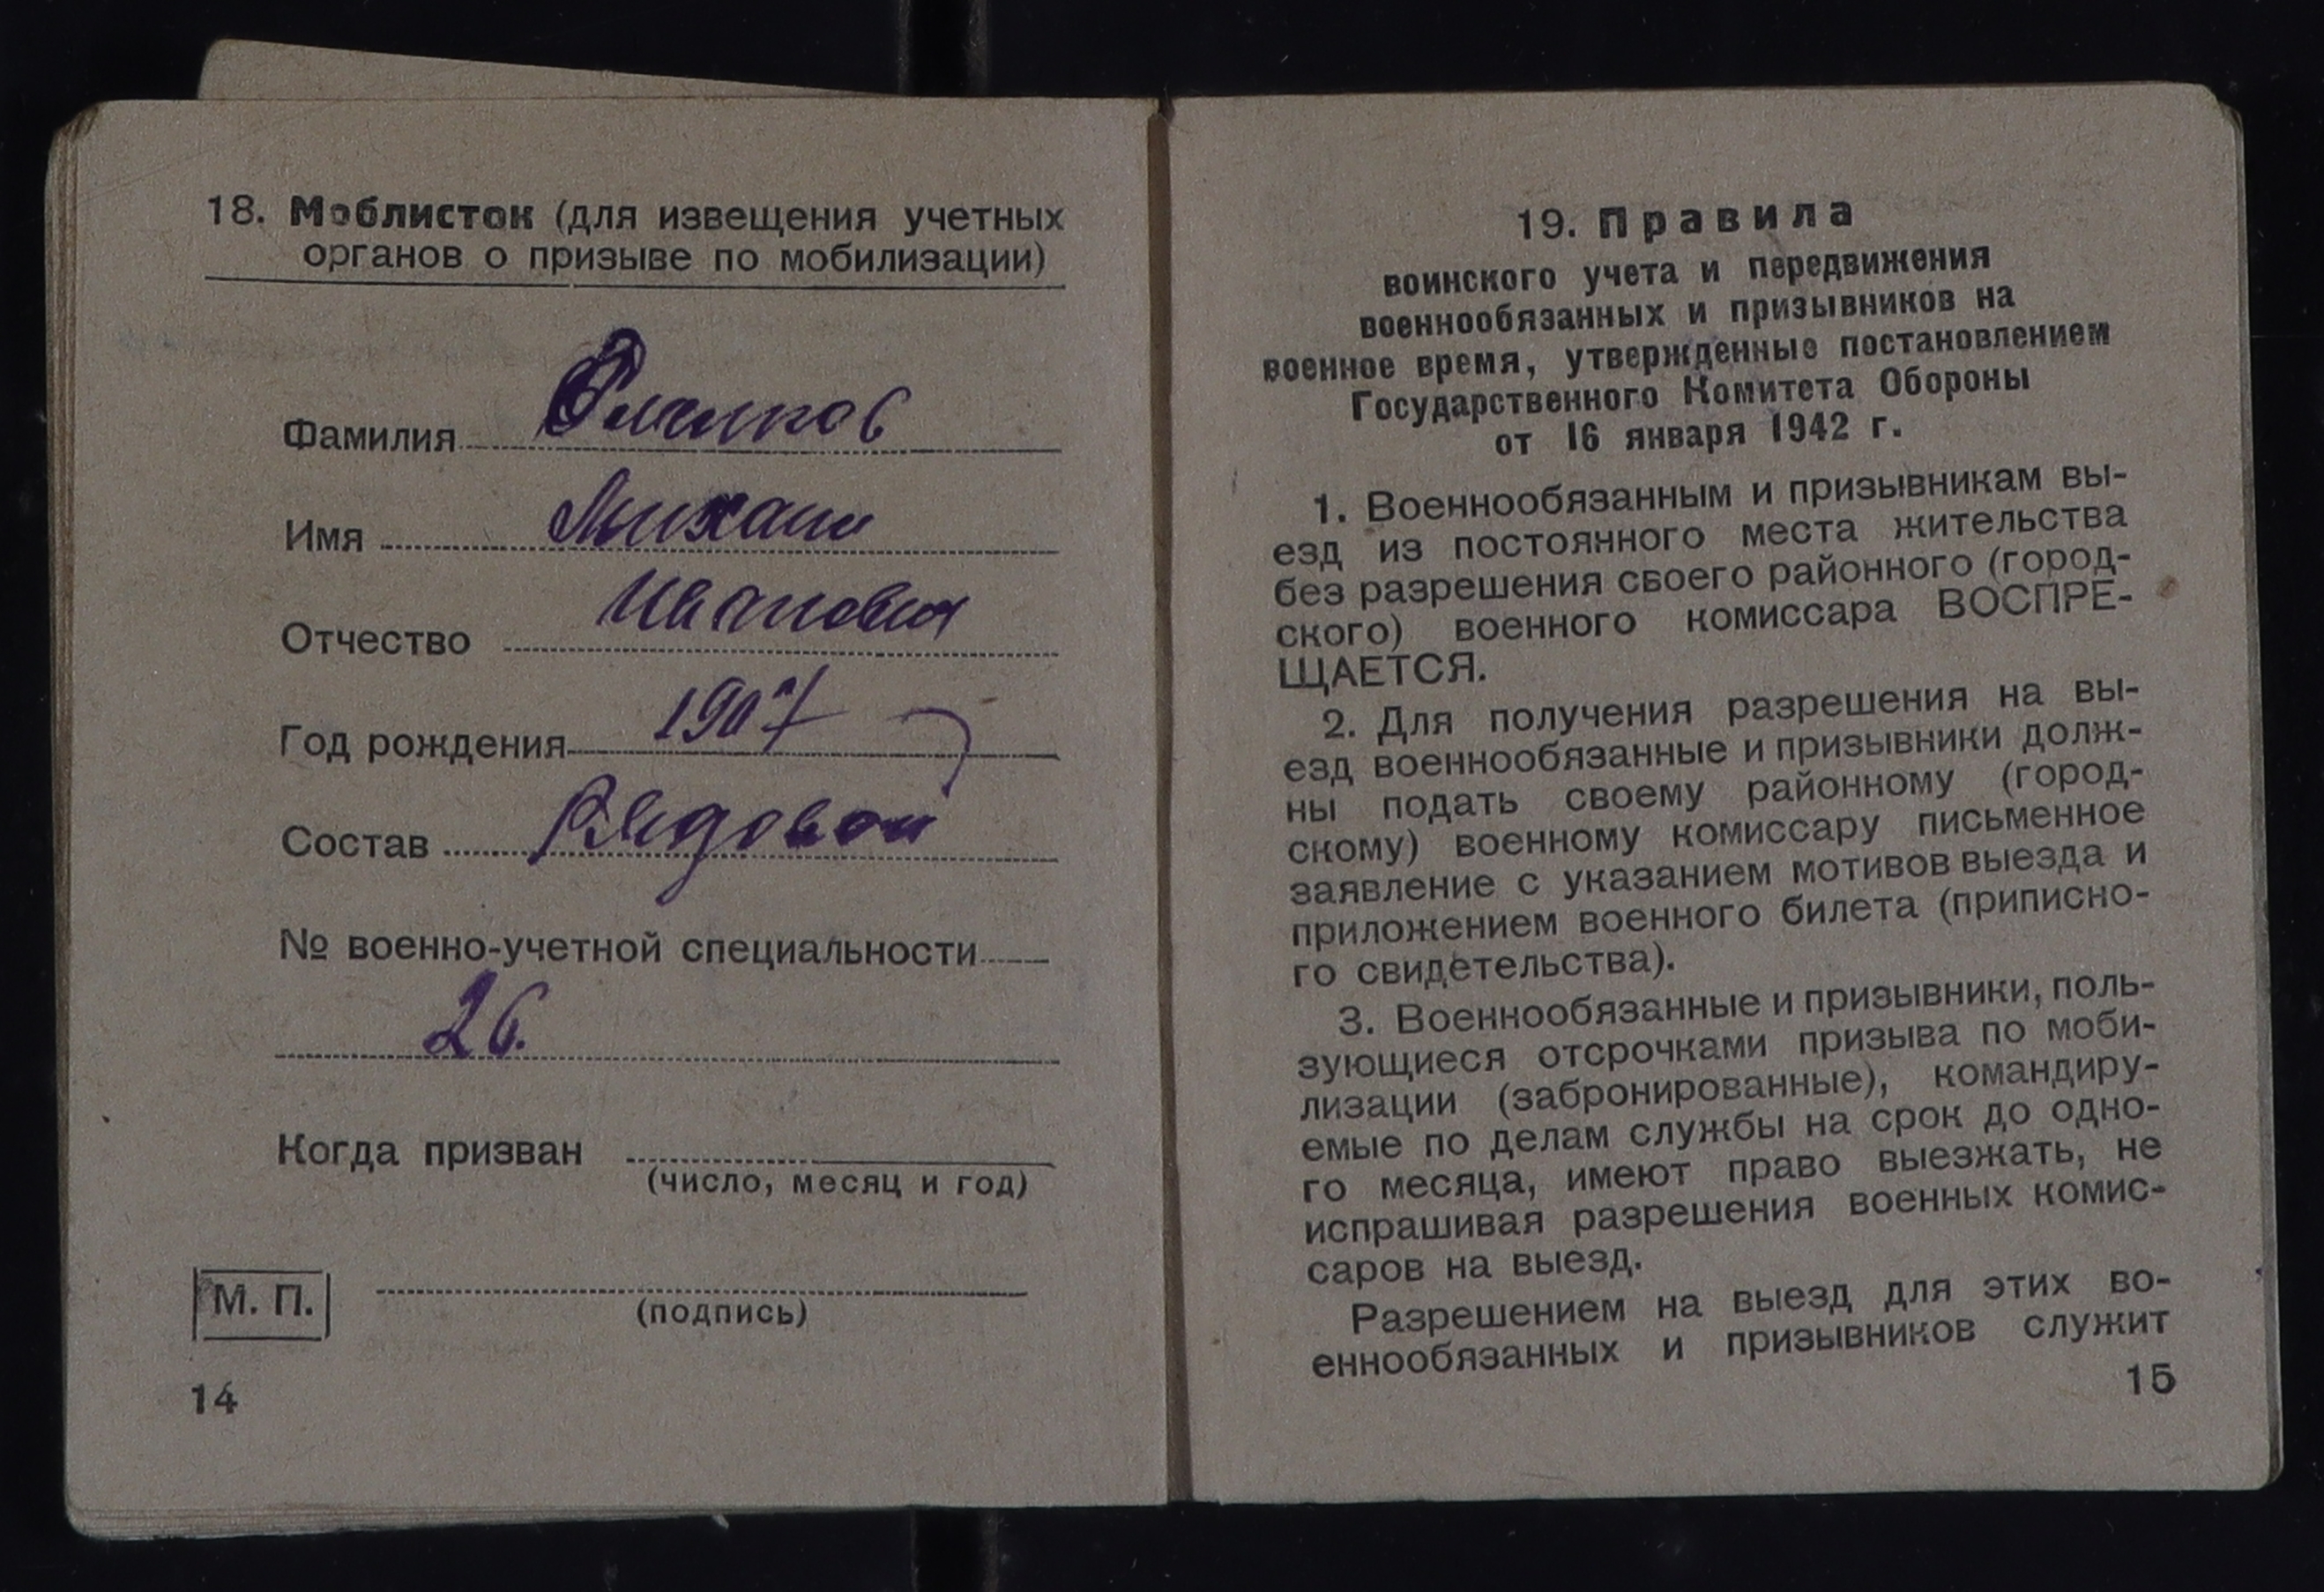 18. Моблисток (для извещения учетных
органов о призыве по мобилизации)
Фамилия
Имя Михаил
Отчество Иванович
Год рождения 1907
Состав Рядовой
№ военно-учетной специальности
26.
Когда призван
(число, месяц и год)
М. П.
(подпись)
14
19. Правила
воинского учета и передвижения
военнообязанных и призывников на
военное время, утвержденные постановлением
Государственного Комитета Обороны
от 16 января 1942 г.
1. Военнообязанным и призывникам вы-
езд из постоянного места жительства
без разрешения своего районного (город-
ского) военного комиссара ВОСПРЕ-
ЩАЕТСЯ.
2. Для получения разрешения на вы-
езд военнообязанные и призывники долж-
ны подать своему районному (город-
скому) военному комиссару письменное
заявление с указанием мотивов выезда и
приложением военного билета (приписно-
го свидетельства).
3. Военнообязанные и призывники, поль-
зующиеся отсрочками призыва по моби-
лизации (забронированные), командиру-
емые по делам службы на срок до одно-
го месяца, имеют право выезжать, не
испрашивая разрешения военных комис-
саров на выезд.
Разрешением на выезд для этих во-
еннообязанных и призывников служит
15